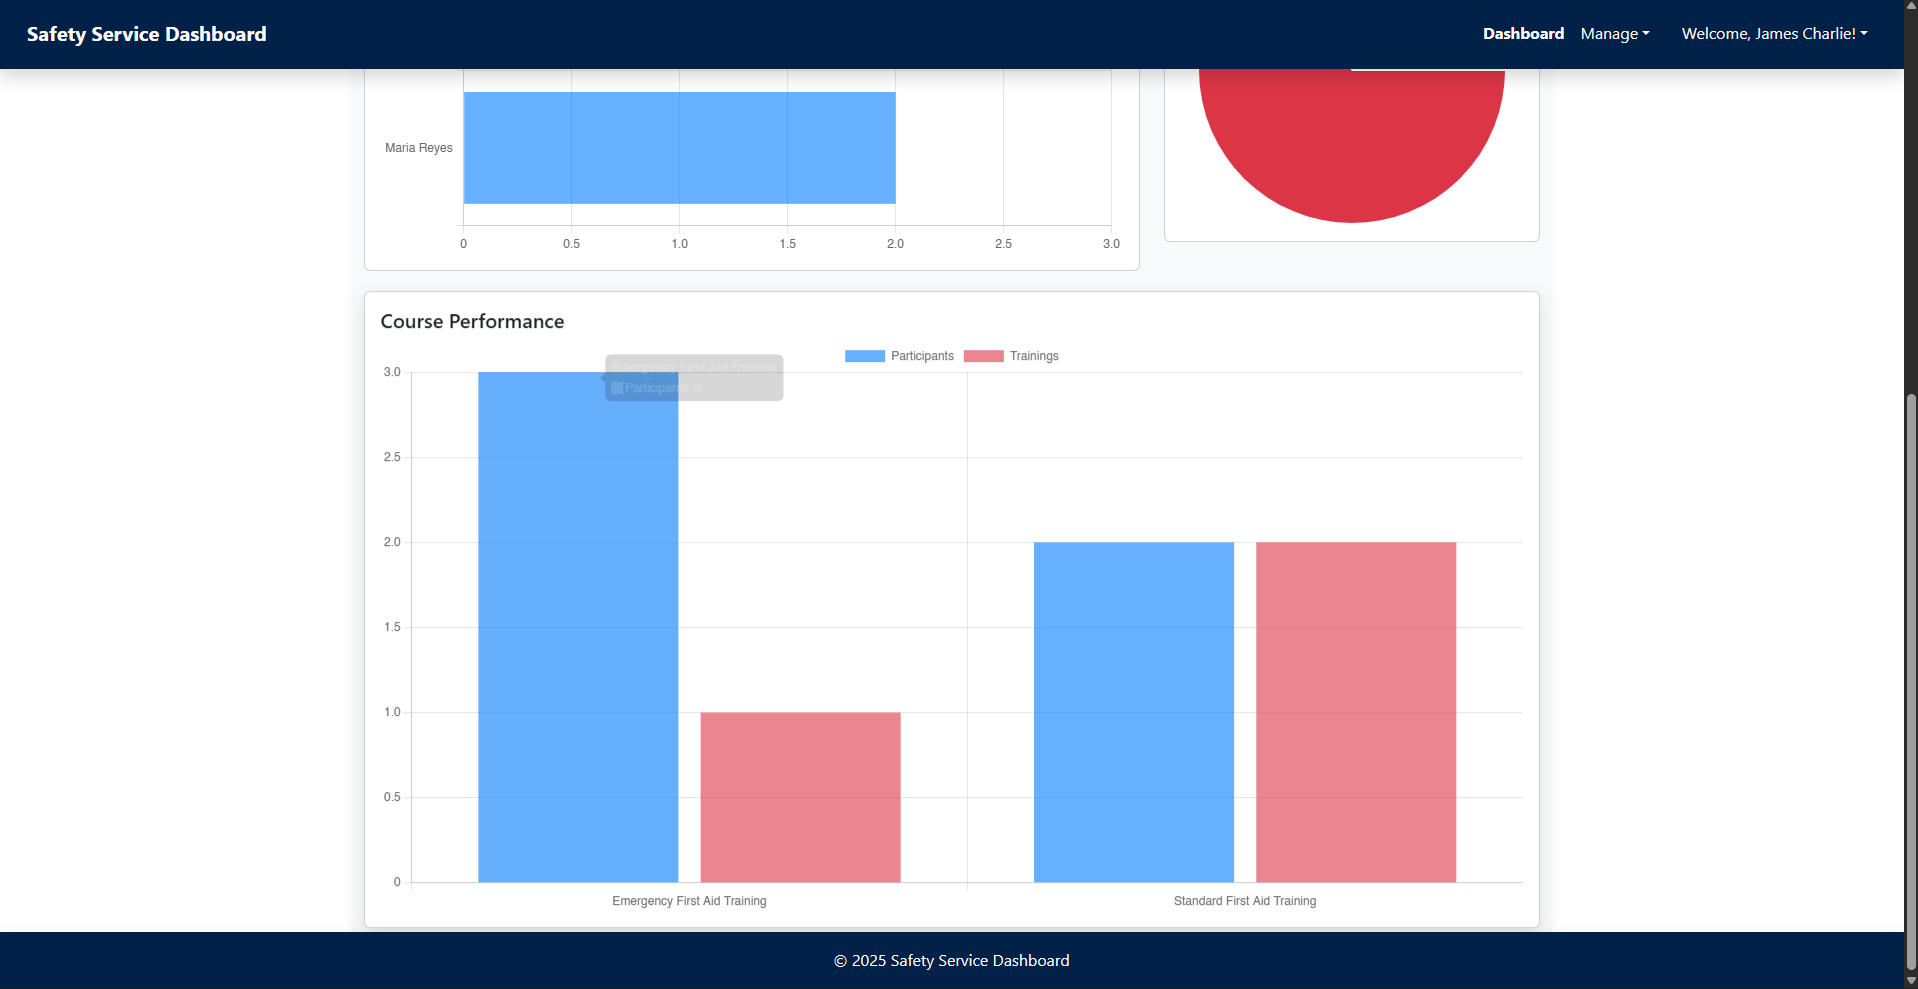 Safety Service Dashboard
Dashboard Manage Welcome, James Charlie!
Maria Reyes
0 0.5 1.0 1.5 2.0 2.5 3.0
Course Performance
Participants Trainings
Emergency First Aid Training
Participants: 3
3.0
2.5
2.0
1.5
1.0
0.5
0
Emergency First Aid Training Standard First Aid Training
© 2025 Safety Service Dashboard